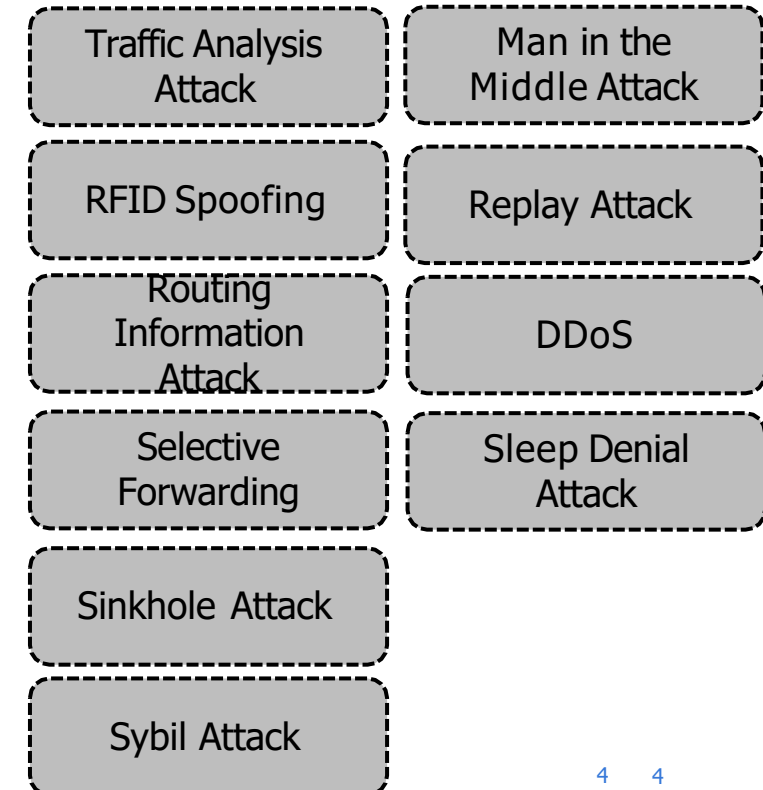 Traffic Analysis
Attack
Man in the
Middle Attack
RFID Spoofing
Replay Attack
Routing
Information
Attack
DDoS
Selective
Forwarding
Sleep Denial
Attack
Sinkhole Attack
Sybil Attack
4 4